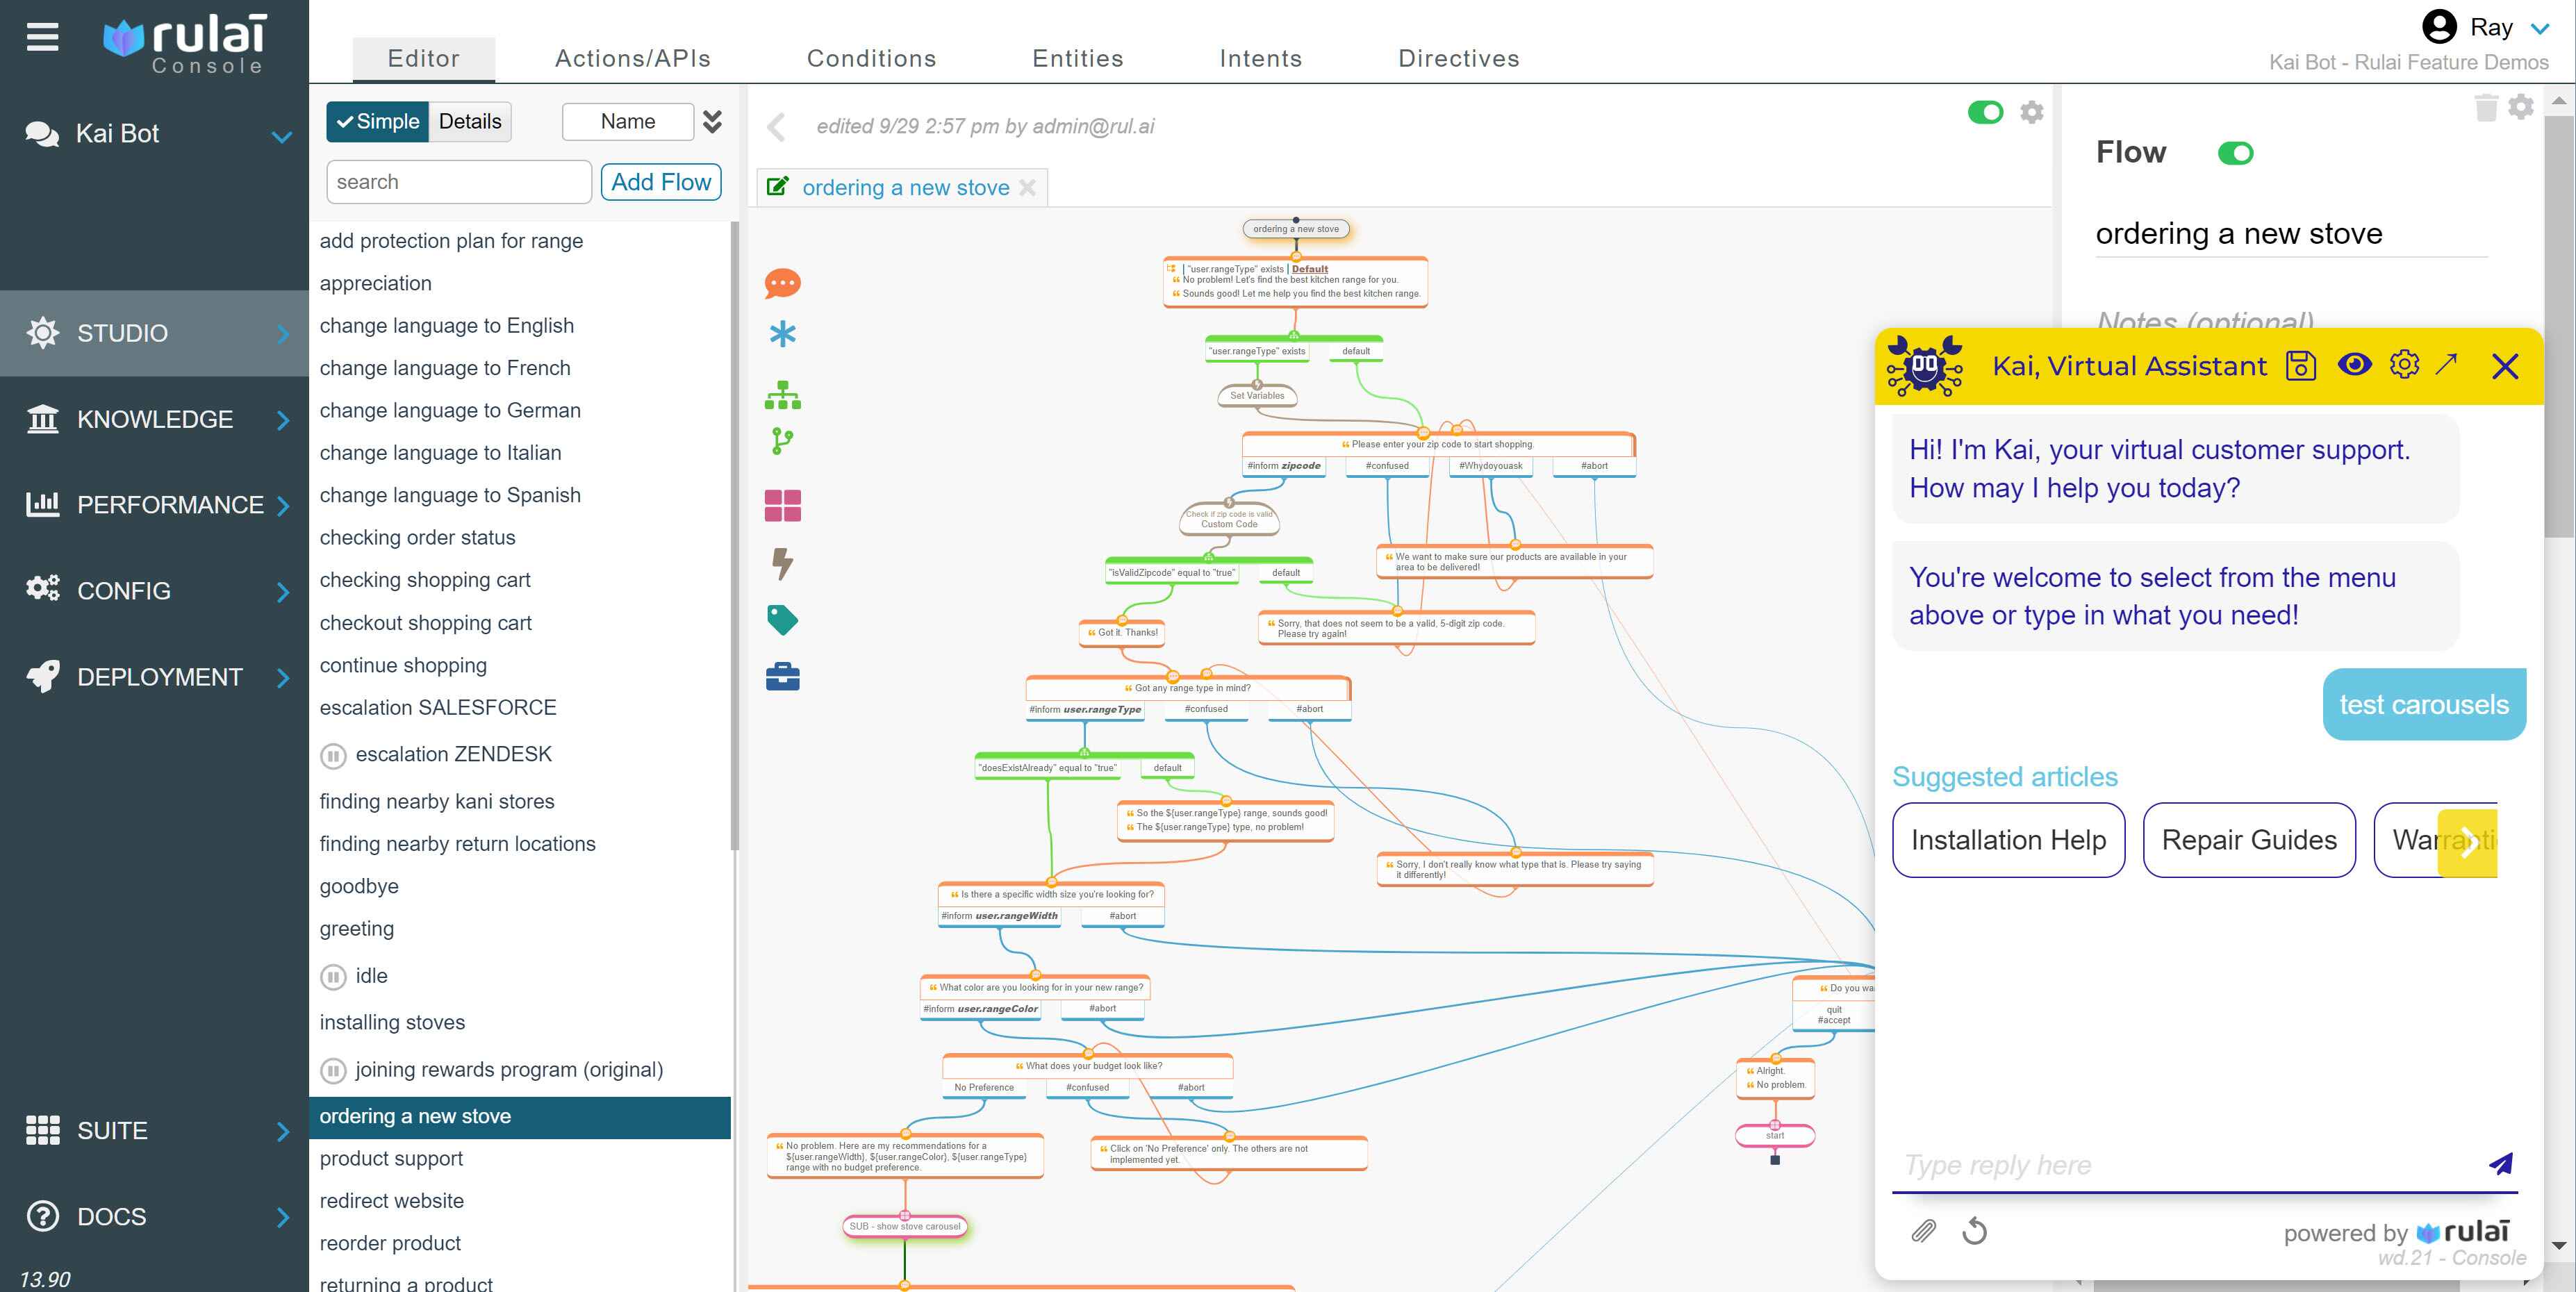 rulaī
Console
Kai Bot
STUDIO
KNOWLEDGE
PERFORMANCE
CONFIG
DEPLOYMENT
SUITE
DOCS
13.90
Editor
Actions/APIs
Conditions
Entities
Intents
Directives
Ray
Kai Bot - Rulai Feature Demos
Simple
Details
Name
search
Add Flow
add protection plan for range
appreciation
change language to English
change language to French
change language to German
change language to Italian
change language to Spanish
checking order status
checking shopping cart
checkout shopping cart
continue shopping
escalation SALESFORCE
escalation ZENDESK
finding nearby kani stores
finding nearby return locations
goodbye
greeting
idle
installing stoves
joining rewards program (original)
ordering a new stove
product support
redirect website
reorder product
returning a product
edited 9/29 2:57 pm by admin@rul.ai
ordering a new stove
ordering a new stove
| "user.rangeType" exists | Default
No problem! Let's find the best kitchen range for you.
Sounds good! Let me help you find the best kitchen range.
"user.rangeType" exists
default
Set Variables
Please enter your zip code to start shopping.
#inform zipcode
#confused
#Whydoyouask
#abort
Check if zip code is valid
Custom Code
"isValidZipcode" equal to "true"
default
We want to make sure our products are available in your
area to be delivered!
Got it. Thanks!
Sorry, that does not seem to be a valid, 5-digit zip code.
Please try again!
Got any range type in mind?
#inform user.rangeType
#confused
#abort
"doesExistAlready" equal to "true"
default
So the ${user.rangeType} range, sounds good!
The ${user.rangeType} type, no problem!
Sorry, I don't really know what type that is. Please try saying
it differently!
Is there a specific width size you're looking for?
#inform user.rangeWidth
#abort
What color are you looking for in your new range?
#inform user.rangeColor
#abort
What does your budget look like?
No Preference
#confused
#abort
No problem. Here are my recommendations for a
${user.rangeWidth}, ${user.rangeColor}, ${user.rangeType}
range with no budget preference.
Click on 'No Preference' only. The others are not
implemented yet.
SUB - show stove carousel
Do you wa
quit
#accept
Alright.
No problem.
start
Flow
ordering a new stove
Notes (optional)
Kai, Virtual Assistant
Hi! I'm Kai, your virtual customer support.
How may I help you today?
You're welcome to select from the menu
above or type in what you need!
test carousels
Suggested articles
Installation Help
Repair Guides
Warranti
Type reply here
powered by rulaī
wd.21 - Console